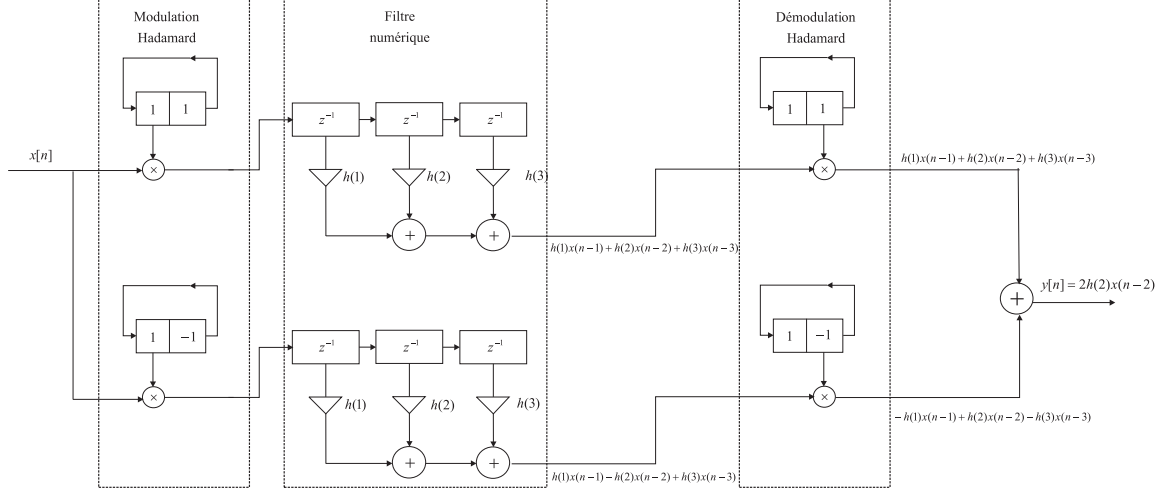 Modulation
Hadamard
Filtre
numérique
Démodulation
Hadamard
1 1
z⁻¹ z⁻¹ z⁻¹
1 1
x[n]
×
h(1) h(2) h(3)
×
h(1)x(n−1)+h(2)x(n−2)+h(3)x(n−3)
+ +
h(1)x(n−1)+h(2)x(n−2)+h(3)x(n−3)
y[n]=2h(2)x(n−2)
+
1 −1
z⁻¹ z⁻¹ z⁻¹
1 −1
×
h(1) h(2) h(3)
×
−h(1)x(n−1)+h(2)x(n−2)−h(3)x(n−3)
+ +
h(1)x(n−1)−h(2)x(n−2)+h(3)x(n−3)